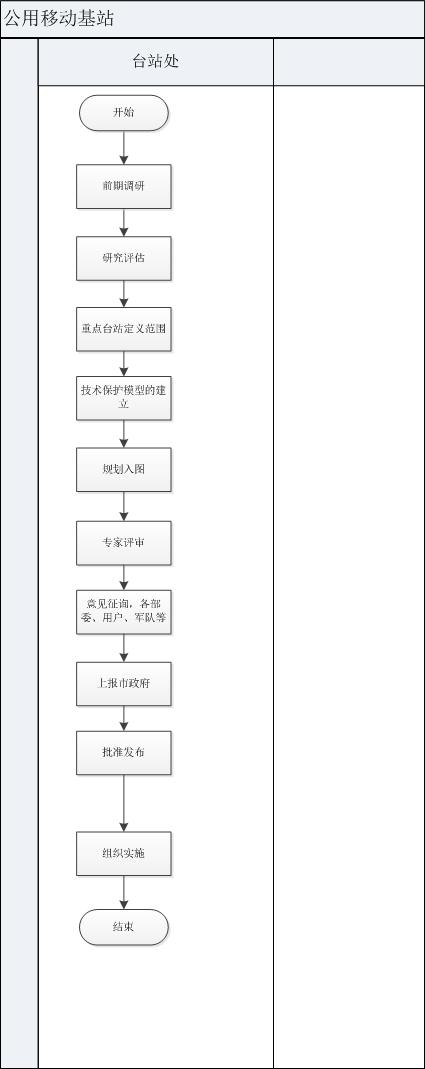 公用移动基站
台站处
开始
前期调研
研究评估
重点台站定义范围
技术保护模型的建
立
规划入图
专家评审
意见征询，各部
委、用户、军队等
上报市政府
批准发布
组织实施
结束